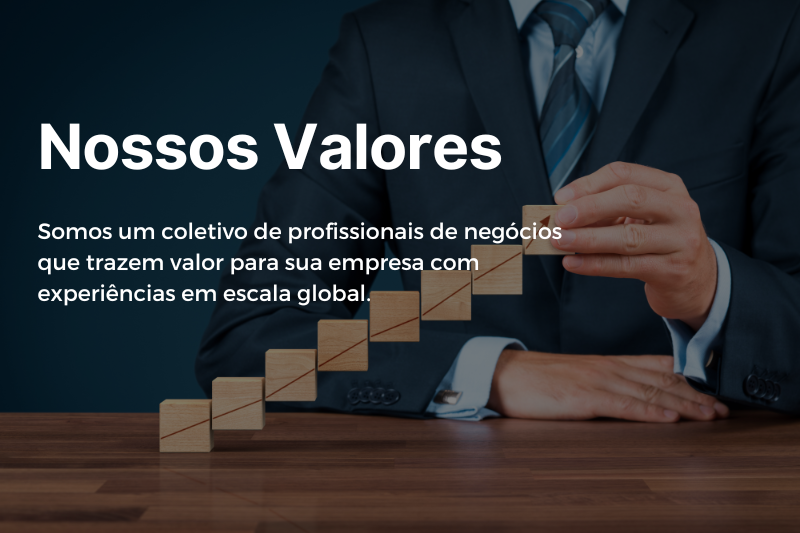 Nossos Valores
Somos um coletivo de profissionais de negócios
que trazem valor para sua empresa com
experiências em escala global.